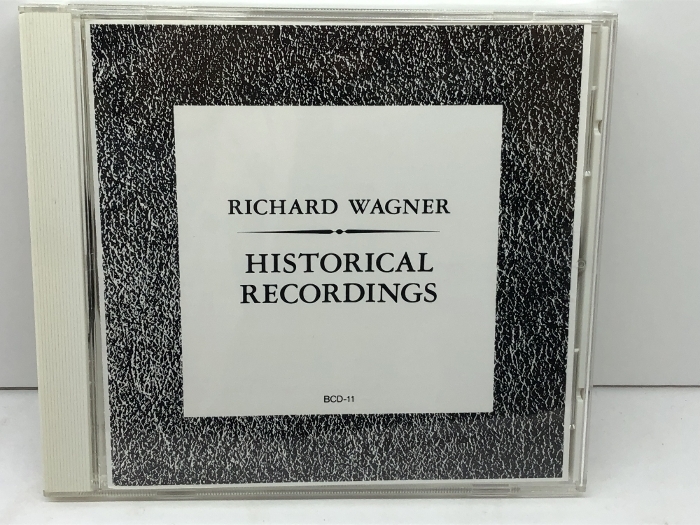 RICHARD WAGNER
HISTORICAL
RECORDINGS
BCD-11